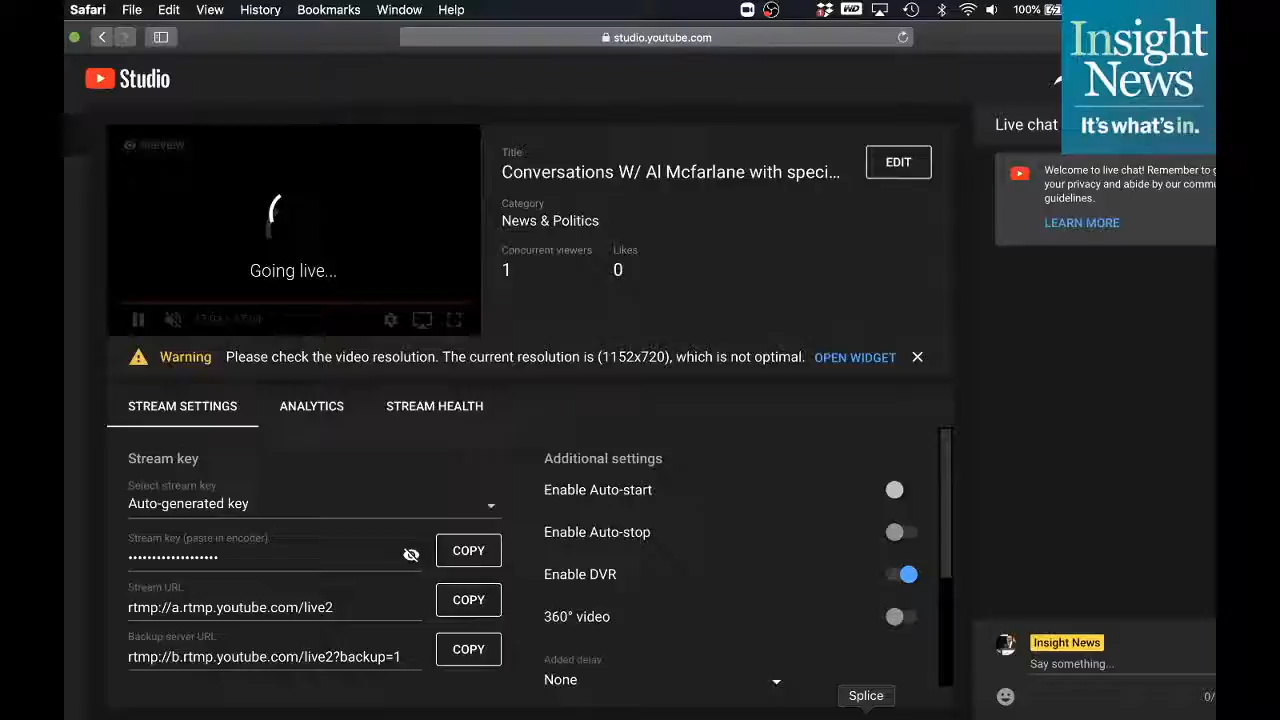 Safari File Edit View History Bookmarks Window Help 100%
studio.youtube.com
Insight
News
It's what's in.
Studio
Live chat
Title
Conversations W/ Al Mcfarlane with speci...
EDIT
Category
News & Politics
Concurrent viewers Likes
1 0
Going live...
Welcome to live chat! Remember to
your privacy and abide by our
guidelines.
LEARN MORE
Warning Please check the video resolution. The current resolution is (1152x720), which is not optimal. OPEN WIDGET
STREAM SETTINGS ANALYTICS STREAM HEALTH
Stream key
Select stream key
Auto-generated key
Stream key (paste in encoder)
••••••••••••••••••• COPY
Stream URL
rtmp://a.rtmp.youtube.com/live2 COPY
Backup server URL
rtmp://b.rtmp.youtube.com/live2?backup=1 COPY
Additional settings
Enable Auto-start
Enable Auto-stop
Enable DVR
360° video
Added delay
None
Splice
Insight News
Say something...
0/